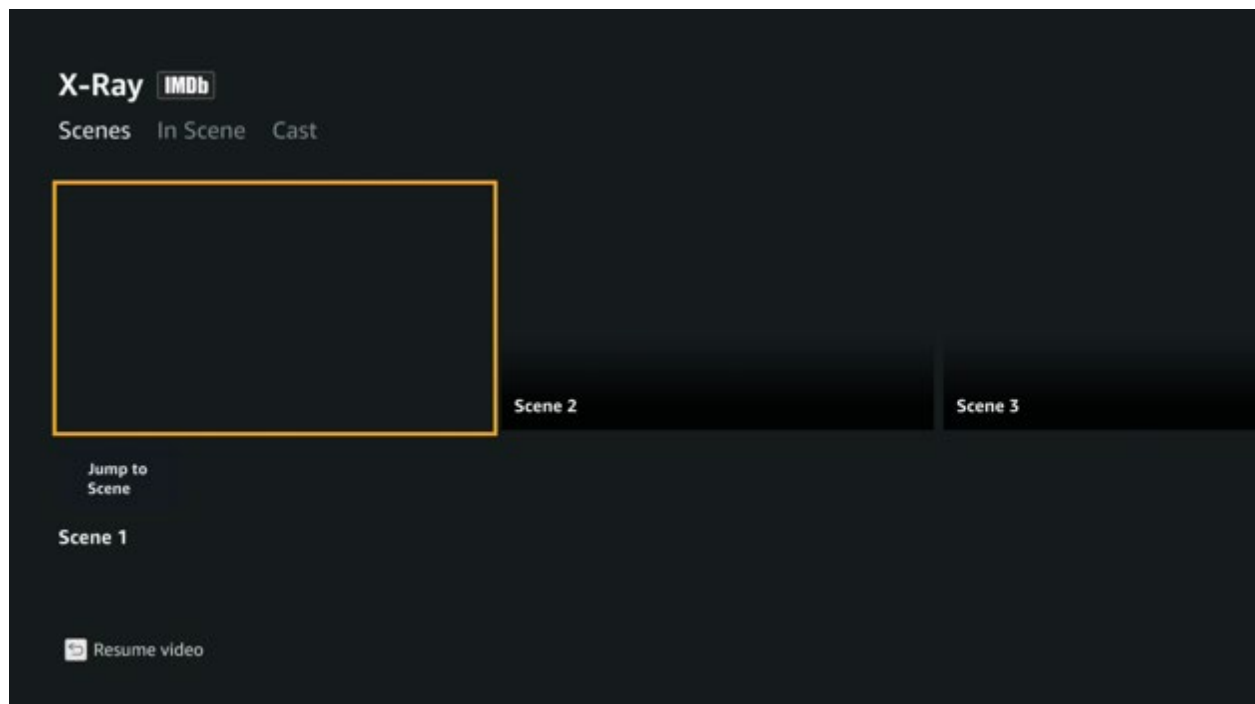 X-Ray IMDb
Scenes In Scene Cast
Scene 2 Scene 3
Jump to
Scene
Scene 1
Resume video